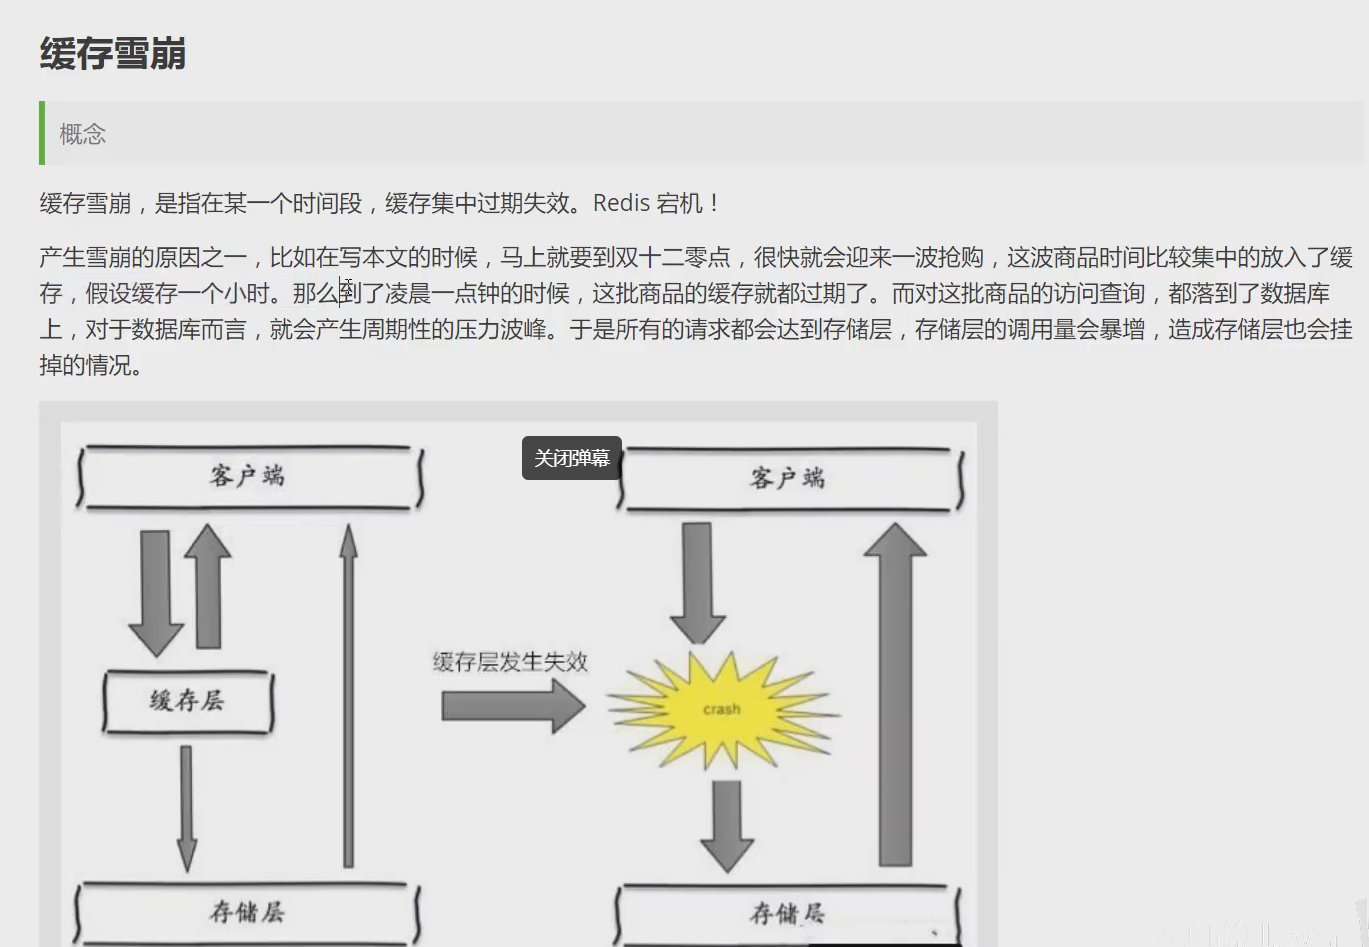 缓存雪崩
概念
缓存雪崩，是指在某一个时间段，缓存集中过期失效。Redis 宕机！
产生雪崩的原因之一，比如在写本文的时候，马上就要到双十二零点，很快就会迎来一波抢购，这波商品时间比较集中的放入了缓
存，假设缓存一个小时。那么到了凌晨一点钟的时候，这批商品的缓存就都过期了。而对这批商品的访问查询，都落到了数据库
上，对于数据库而言，就会产生周期性的压力波峰。于是所有的请求都会达到存储层，存储层的调用量会暴增，造成存储层也会挂
掉的情况。
关闭弹幕
客户端
客户端
缓存层发生失效
缓存层
crash
存储层
存储层